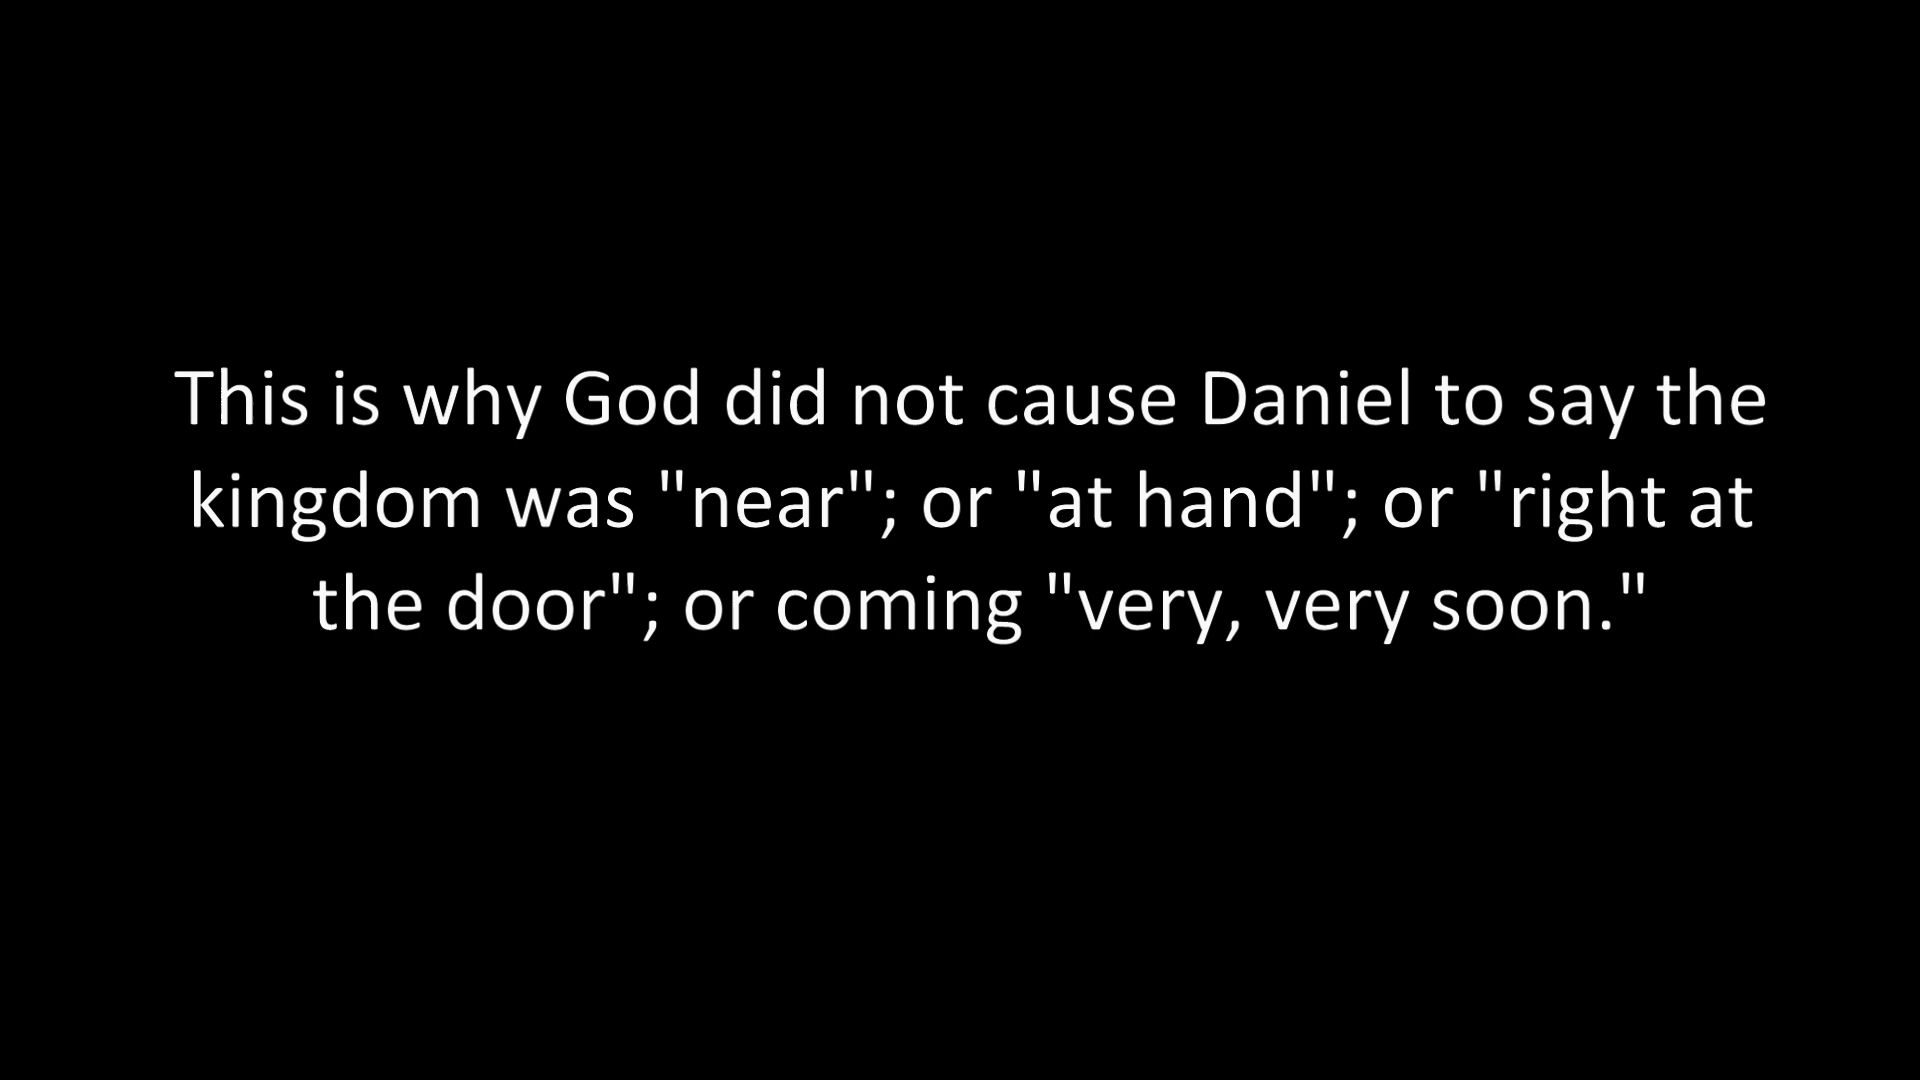 This is why God did not cause Daniel to say the
kingdom was "near"; or "at hand"; or "right at
the door"; or coming "very, very soon."